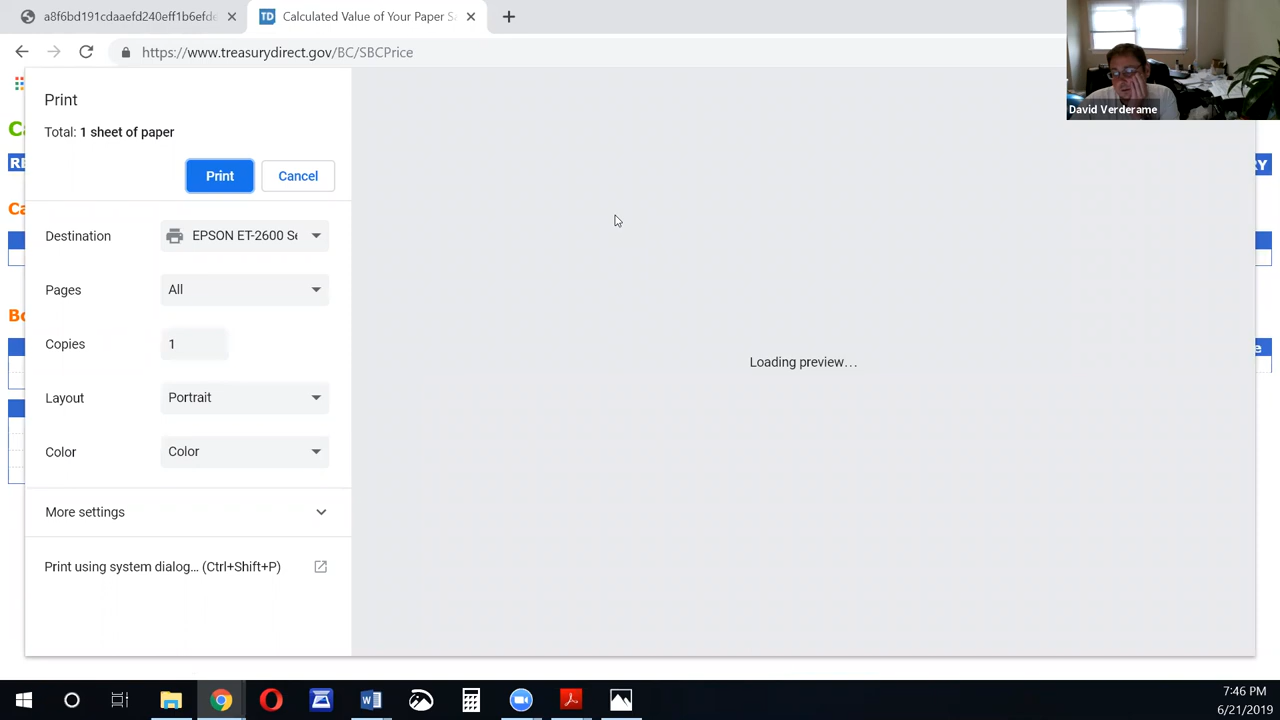 a8f6bd191cdaaefd240eff1b6efde
Calculated Value of Your Paper Sa
https://www.treasurydirect.gov/BC/SBCPrice
David Verderame
Print
Total: 1 sheet of paper
Print Cancel
Destination EPSON ET-2600 Se
Pages All
Copies 1
Layout Portrait
Color Color
More settings
Print using system dialog... (Ctrl+Shift+P)
Loading preview...
7:46 PM
6/21/2019